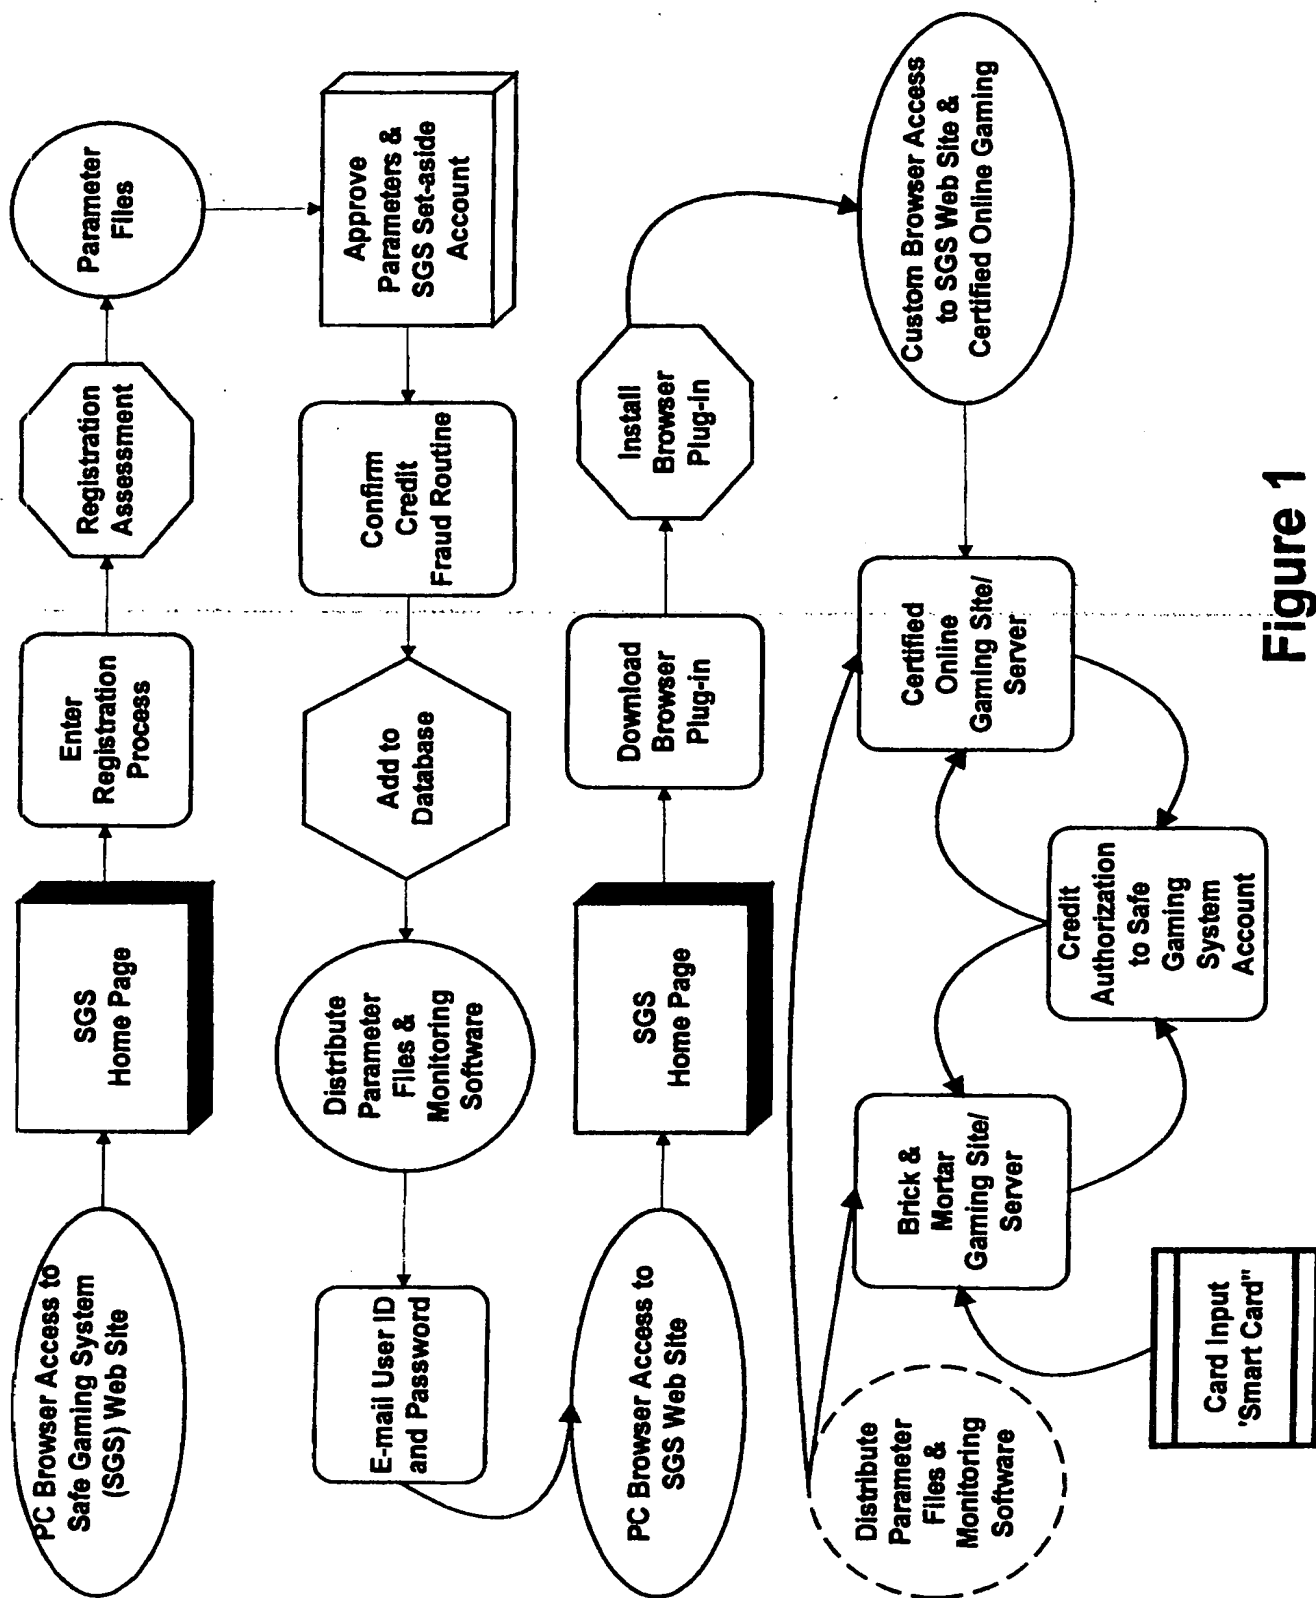 PC Browser Access to
Safe Gaming System
(SGS) Web Site
SGS
Home Page
Enter
Registration
Process
Registration
Assessment
Parameter
Files
Approve
Parameters &
SGS Set-aside
Account
Confirm
Credit
Fraud Routine
Add to
Database
Distribute
Parameter
Files &
Monitoring
Software
E-mail User ID
and Password
PC Browser Access to
SGS Web Site
SGS
Home Page
Download
Browser
Plug-in
Install
Browser
Plug-in
Custom Browser Access
to SGS Web Site &
Certified Online Gaming
Certified
Online
Gaming Site/
Server
Credit
Authorization
to Safe
Gaming
System
Account
Brick &
Mortar
Gaming Site/
Server
Distribute
Parameter
Files &
Monitoring
Software
Card Input
'Smart Card"
Figure 1